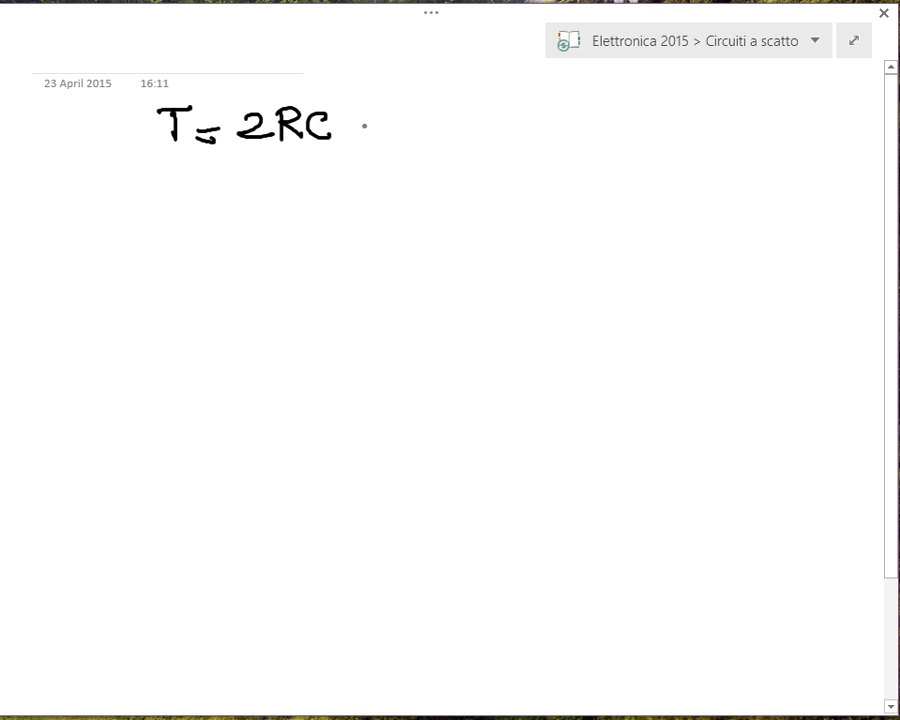 Elettronica 2015 > Circuiti a scatto
23 April 2015 16:11
T = 2RC